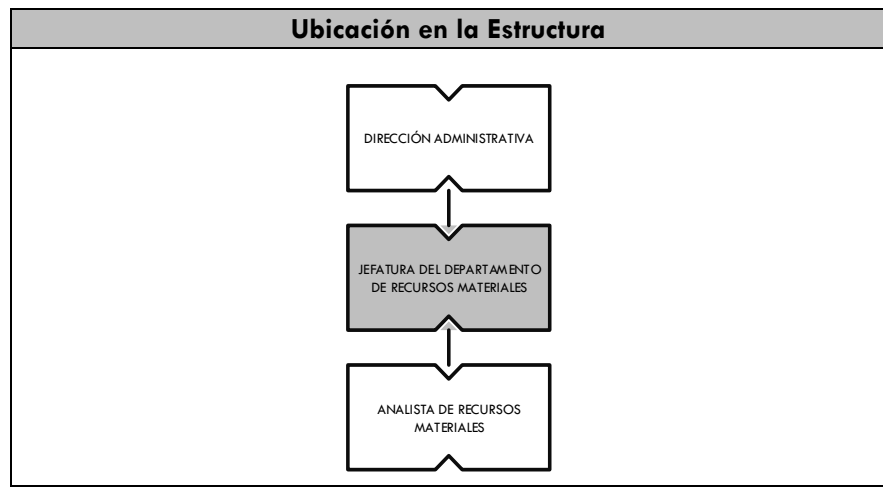 Ubicación en la Estructura
DIRECCIÓN ADMINISTRATIVA
JEFATURA DEL DEPARTAMENTO
DE RECURSOS MATERIALES
ANALISTA DE RECURSOS
MATERIALES